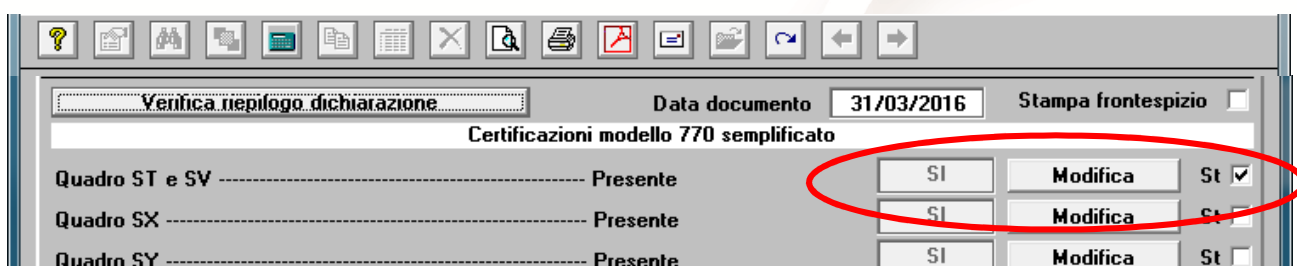 Verifica riepilogo dichiarazione Data documento 31/03/2016 Stampa frontespizio
Certificazioni modello 770 semplificato
Quadro ST e SV ---------------------------------------------------- Presente SI Modifica St
Quadro SX ---------------------------------------------------------- Presente SI Modifica St
Quadro SY ---------------------------------------------------------- Presente SI Modifica St